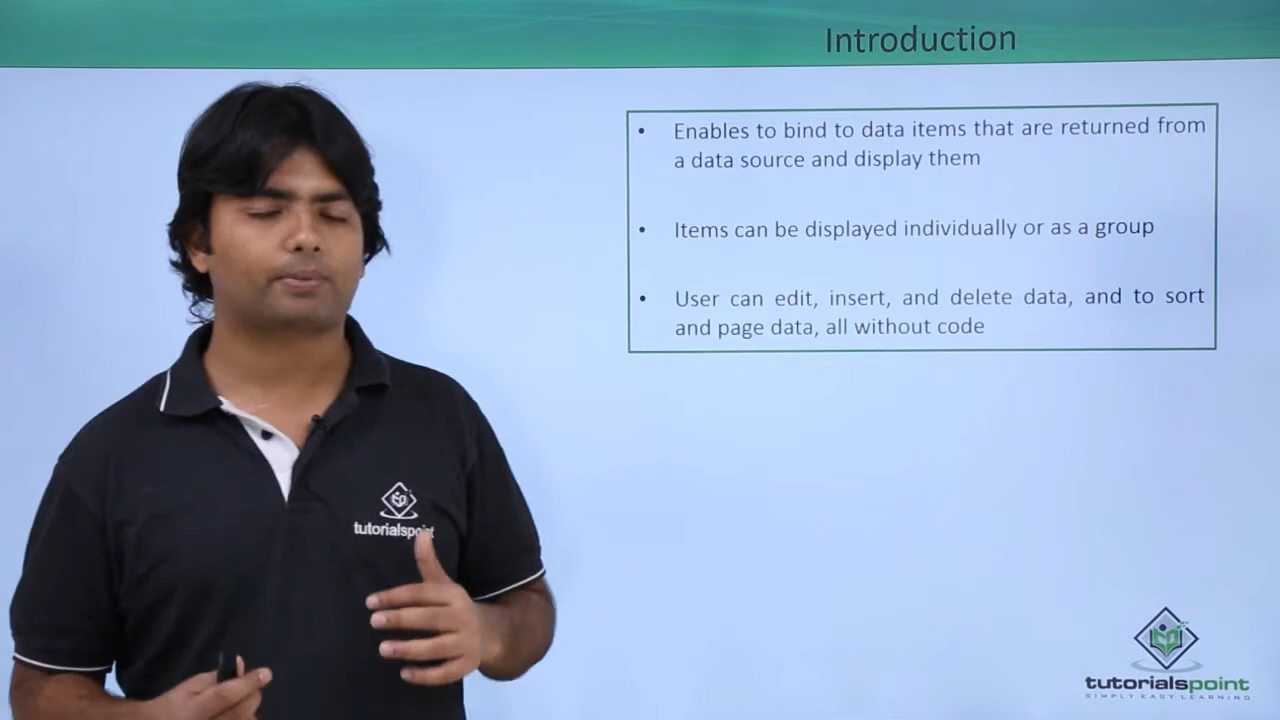 Introduction
• Enables to bind to data items that are returned from
a data source and display them
• Items can be displayed individually or as a group
• User can edit, insert, and delete data, and to sort
and page data, all without code
tutorialspoint
tutorialspoint
SIMPLY EASY LEARNING